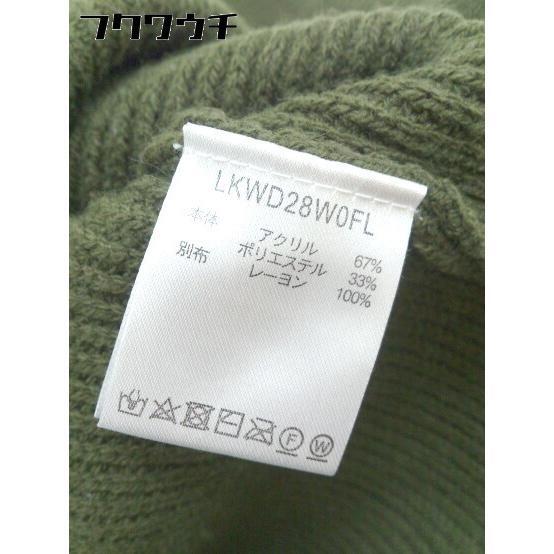 フクワウチ
LKWD28W0FL
本体 アクリル 67%
ポリエステル 33%
別布 レーヨン 100%
F W